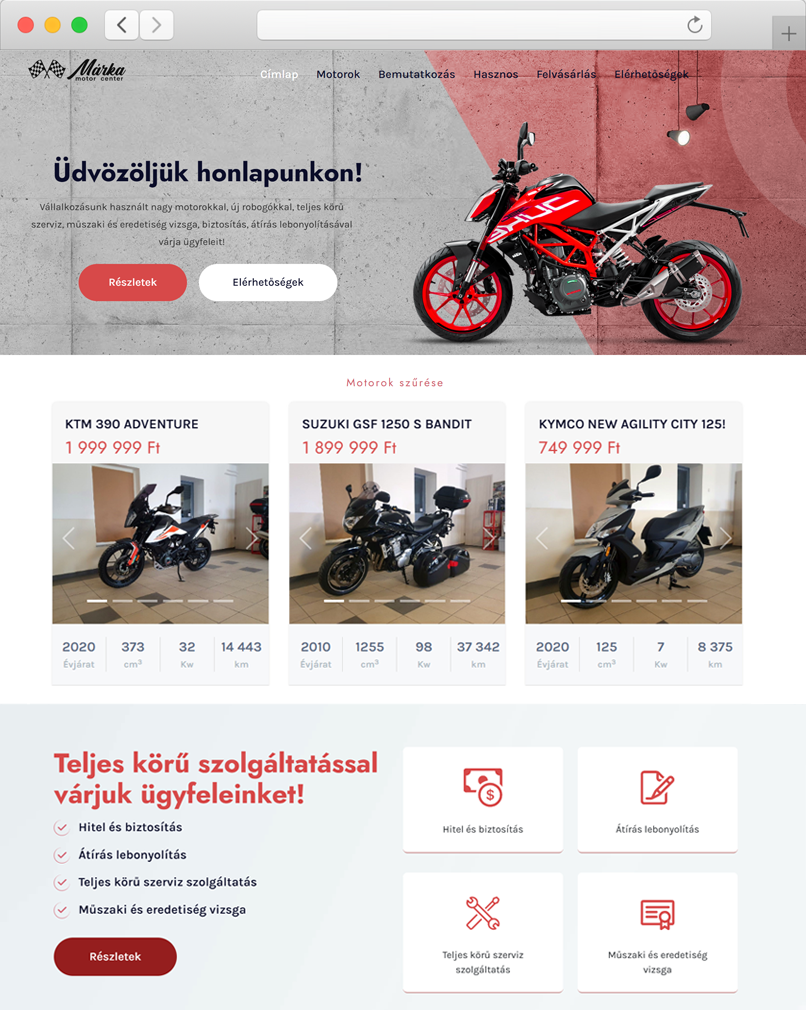 Márka
motor center
Címlap Motorok Bemutatkozás Hasznos Felvásárlás Elérhetőségek
Üdvözöljük honlapunkon!
Vállalkozásunk használt nagy motorokkal, új robogókkal, teljes körű
szerviz, műszaki és eredetiség vizsga, biztosítás, átírás lebonyolításával
várja ügyfeleit!
Részletek Elérhetőségek
Motorok szűrése
KTM 390 ADVENTURE
1 999 999 Ft
2020 373 32 14 443
Évjárat cm³ Kw km
SUZUKI GSF 1250 S BANDIT
1 899 999 Ft
2010 1255 98 37 342
Évjárat cm³ Kw km
KYMCO NEW AGILITY CITY 125!
749 999 Ft
2020 125 7 8 375
Évjárat cm³ Kw km
Teljes körű szolgáltatással
várjuk ügyfeleinket!
Hitel és biztosítás
Átírás lebonyolítás
Teljes körű szerviz szolgáltatás
Műszaki és eredetiség vizsga
Részletek
Hitel és biztosítás
Átírás lebonyolítás
Teljes körű szerviz
szolgáltatás
Műszaki és eredetiség
vizsga